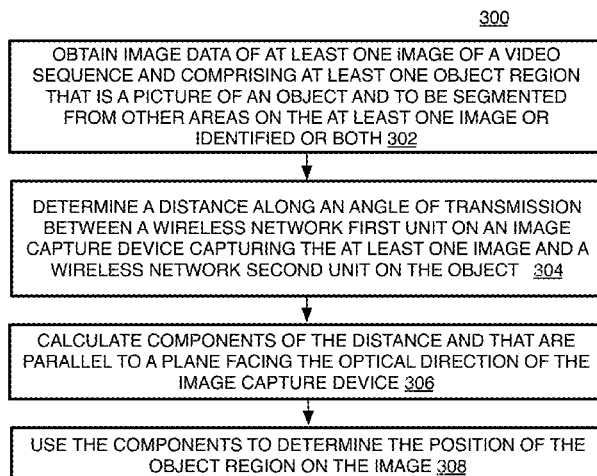 300
OBTAIN IMAGE DATA OF AT LEAST ONE IMAGE OF A VIDEO
SEQUENCE AND COMPRISING AT LEAST ONE OBJECT REGION
THAT IS A PICTURE OF AN OBJECT AND TO BE SEGMENTED
FROM OTHER AREAS ON THE AT LEAST ONE IMAGE OR
IDENTIFIED OR BOTH 302
DETERMINE A DISTANCE ALONG AN ANGLE OF TRANSMISSION
BETWEEN A WIRELESS NETWORK FIRST UNIT ON AN IMAGE
CAPTURE DEVICE CAPTURING THE AT LEAST ONE IMAGE AND A
WIRELESS NETWORK SECOND UNIT ON THE OBJECT 304
CALCULATE COMPONENTS OF THE DISTANCE AND THAT ARE
PARALLEL TO A PLANE FACING THE OPTICAL DIRECTION OF THE
IMAGE CAPTURE DEVICE 306
USE THE COMPONENTS TO DETERMINE THE POSITION OF THE
OBJECT REGION ON THE IMAGE 308